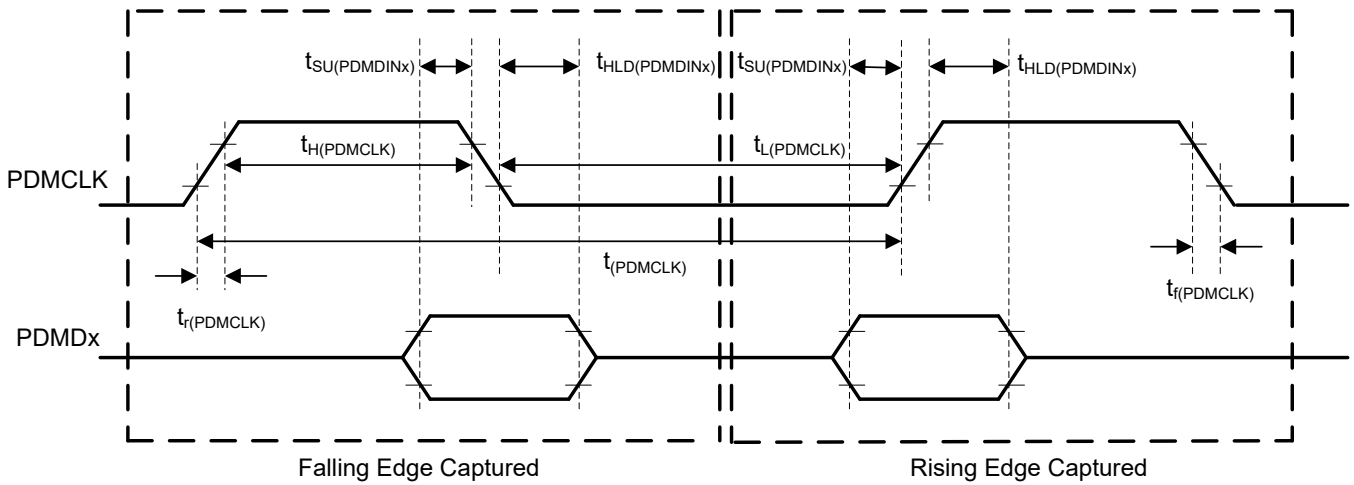 tSU(PDMDINx)
tHLD(PDMDINx)
tSU(PDMDINx)
tHLD(PDMDINx)
tH(PDMCLK)
tL(PDMCLK)
PDMCLK
t(PDMCLK)
tr(PDMCLK)
tf(PDMCLK)
PDMDx
Falling Edge Captured
Rising Edge Captured